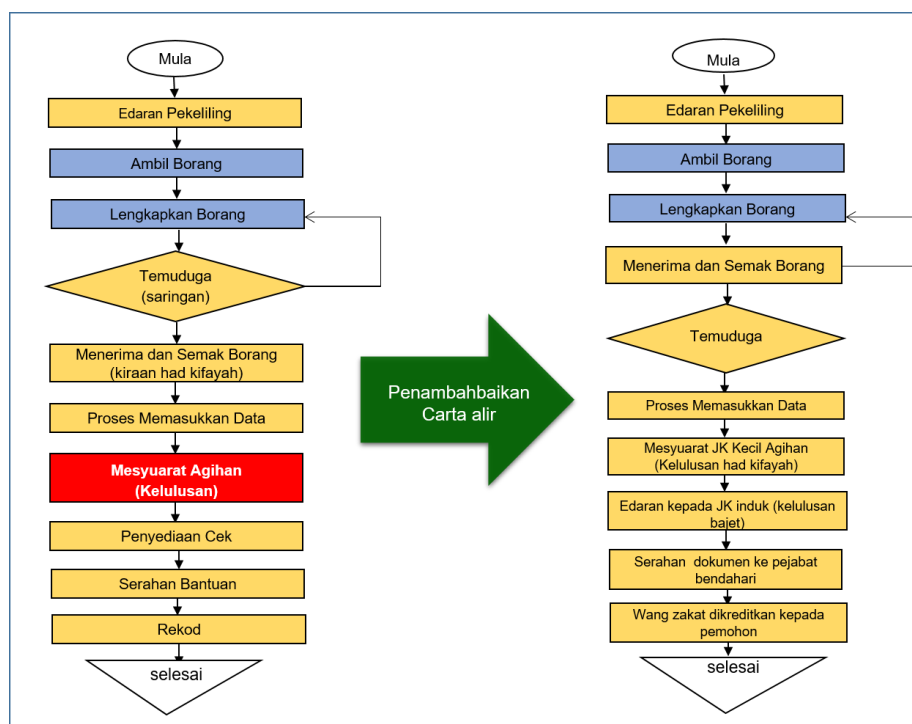 Mula
Edaran Pekeliling
Ambil Borang
Lengkapkan Borang
Temuduga
(saringan)
Menerima dan Semak Borang
(kiraan had kifayah)
Proses Memasukkan Data
Mesyuarat Agihan
(Kelulusan)
Penyediaan Cek
Serahan Bantuan
Rekod
selesai
Penambahbaikan
Carta alir
Mula
Edaran Pekeliling
Ambil Borang
Lengkapkan Borang
Menerima dan Semak Borang
Temuduga
Proses Memasukkan Data
Mesyuarat JK Kecil Agihan
(Kelulusan had kifayah)
Edaran kepada JK induk (kelulusan
bajet)
Serahan dokumen ke pejabat
bendahari
Wang zakat dikreditkan kepada
pemohon
selesai